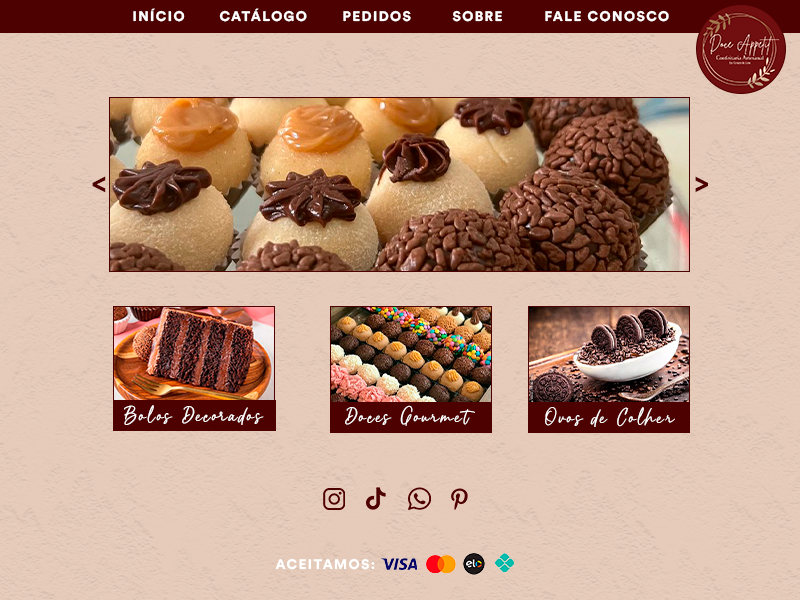 INÍCIO CATÁLOGO PEDIDOS SOBRE FALE CONOSCO
Doce Appetit
Confeitaria Artesanal
<
>
Bolos Decorados
Doces Gourmet
Ovos de Colher
ACEITAMOS: VISA elo